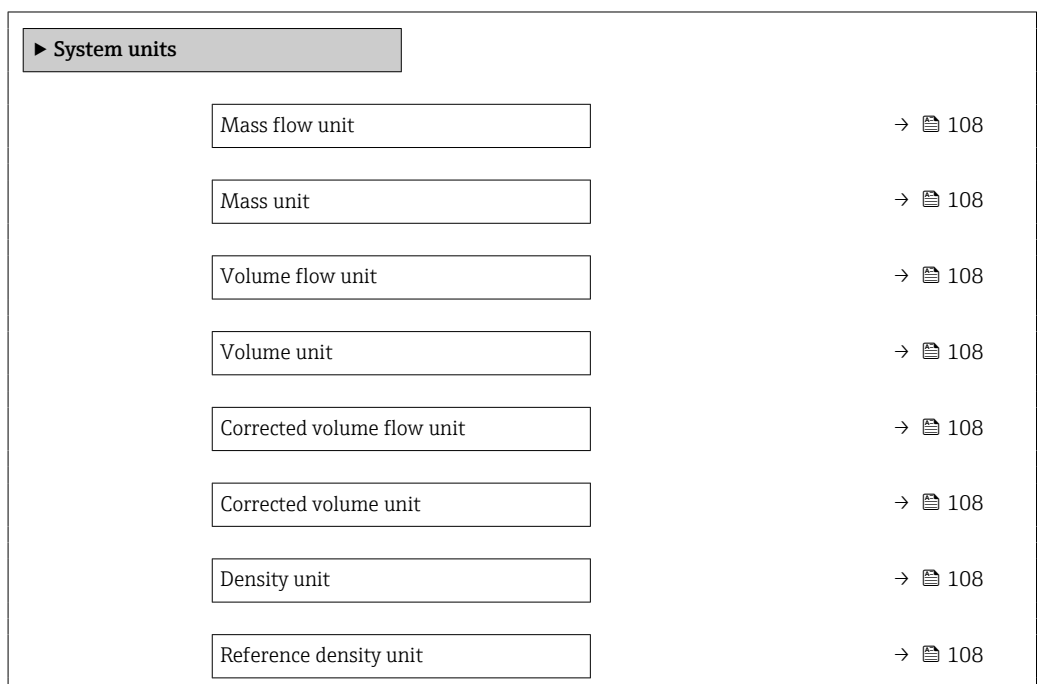 ▶ System units
Mass flow unit → 🗎 108
Mass unit → 🗎 108
Volume flow unit → 🗎 108
Volume unit → 🗎 108
Corrected volume flow unit → 🗎 108
Corrected volume unit → 🗎 108
Density unit → 🗎 108
Reference density unit → 🗎 108